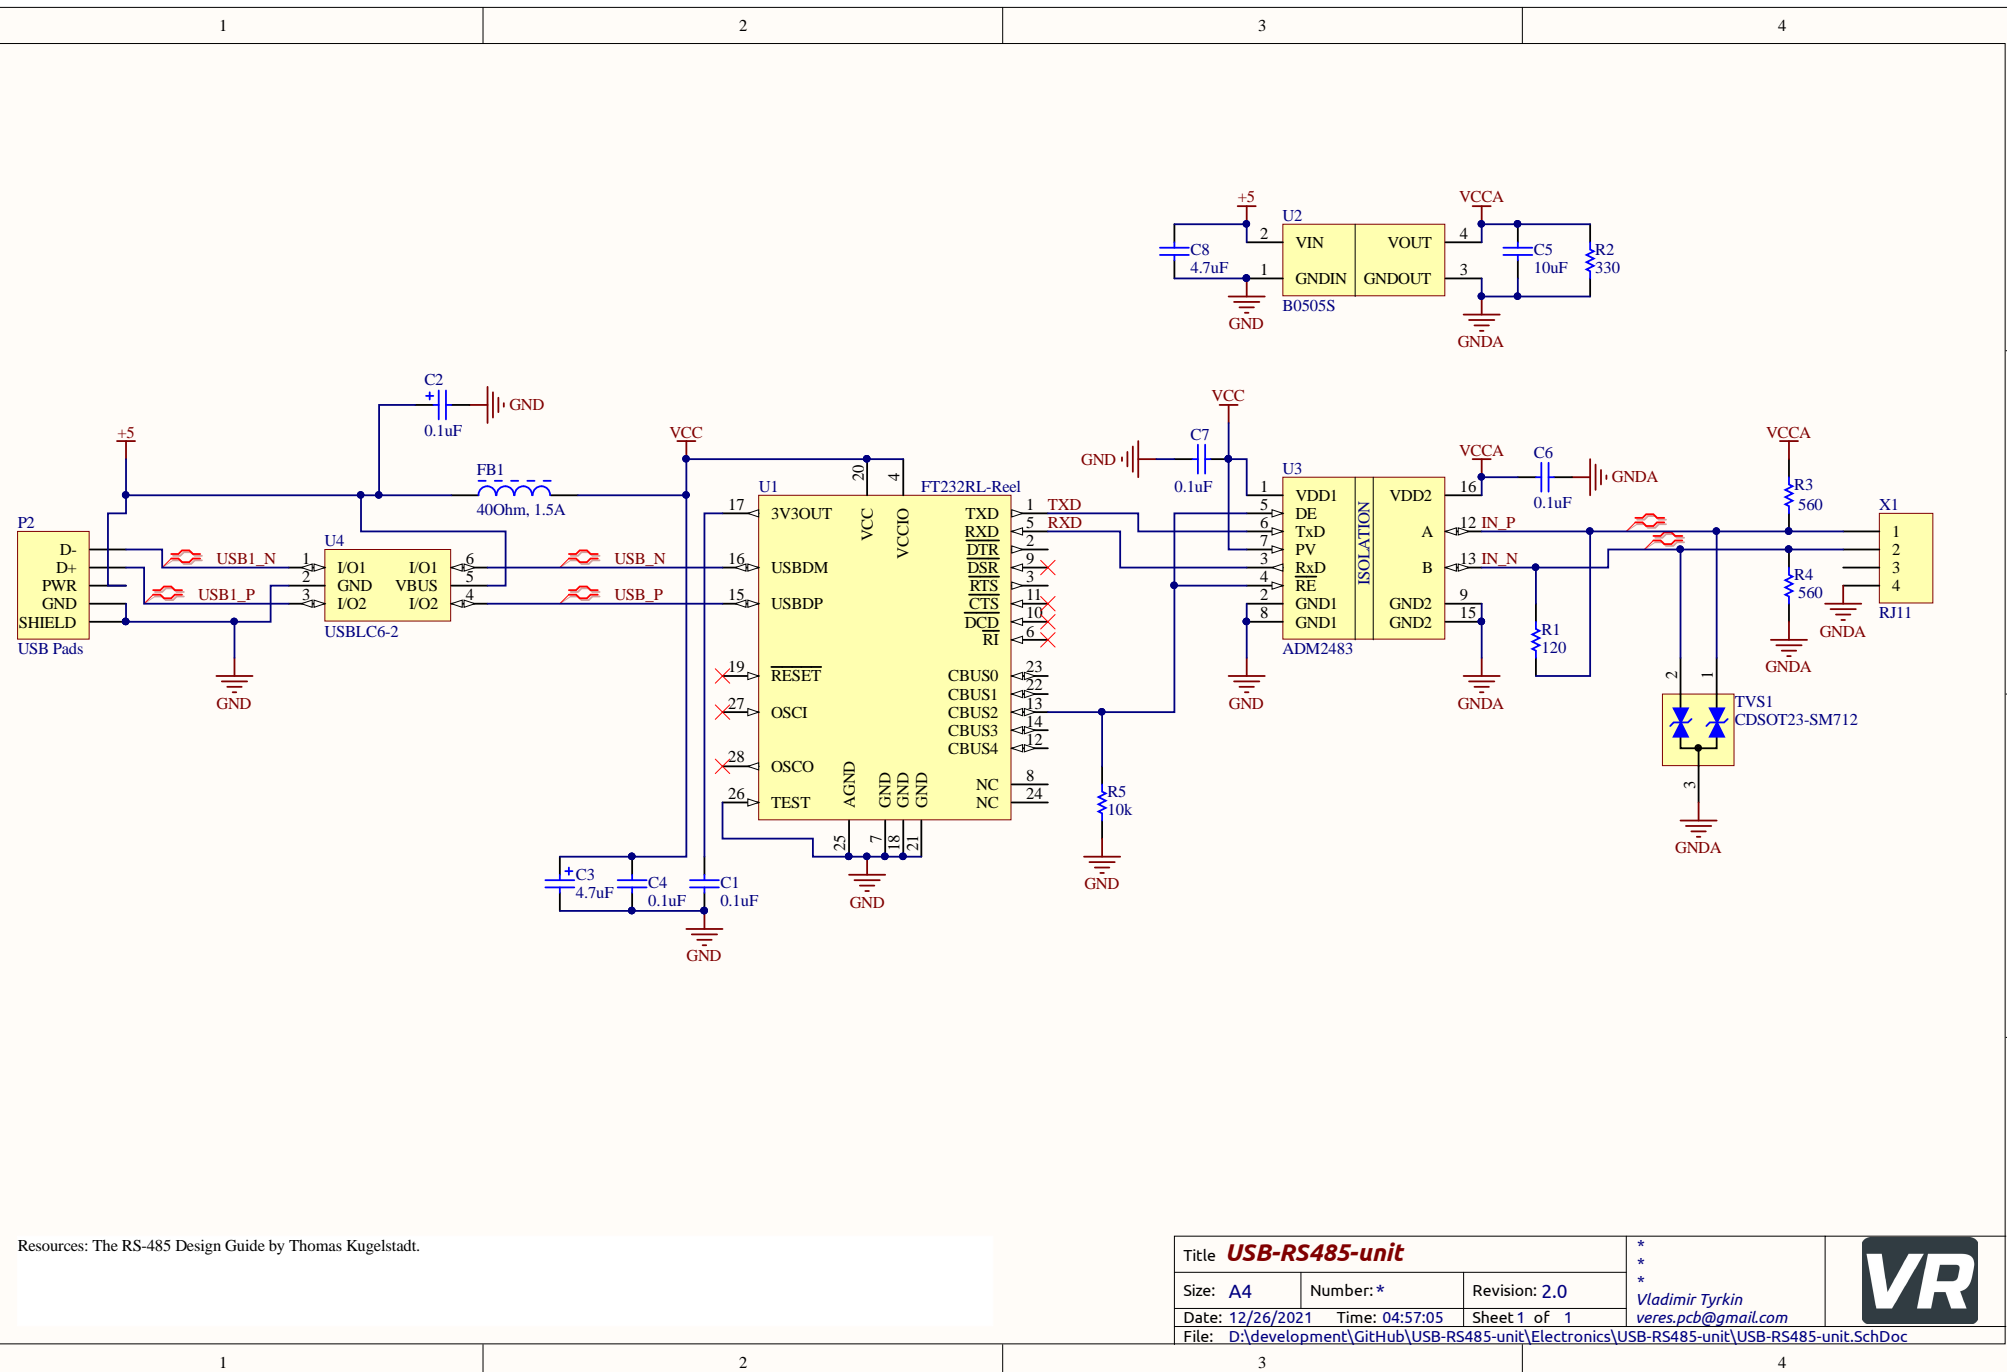 1 2 3 4
+5
VCCA
U2
2 VIN
VOUT 4
C8
4.7uF
1 GNDIN
GNDOUT 3
C5
10uF
R2
330
B0505S
GND
GNDA
C2
+
0.1uF
GND
+5
FB1
40Ohm, 1.5A
VCC
P2
D-
D+
PWR
GND
SHIELD
USB Pads
USB1_N
USB1_P
U4
1 I/O1
2 GND
3 I/O2
I/O1 6
VBUS 5
I/O2 4
USBLC6-2
GND
USB_N
USB_P
U1
FT232RL-Reel
20 VCC
4 VCCIO
17 3V3OUT
16 USBDM
15 USBDP
19 RESET
27 OSCI
28 OSCO
26 TEST
TXD 1 TXD
RXD 5 RXD
DTR 2
DSR 9
RTS 3
CTS 11
DCD 10
RI 6
CBUS0 23
CBUS1 22
CBUS2 13
CBUS3 14
CBUS4 12
NC 8
NC 24
AGND 25
GND 7
GND 18
GND 21
GND
+ C3
4.7uF
C4
0.1uF
C1
0.1uF
GND
R5
10k
GND
VCC
C7
GND
0.1uF
U3
1 VDD1
5 DE
6 TxD
7 PV
3 RxD
4 RE
2 GND1
8 GND1
ISOLATION
VDD2 16
A 12 IN_P
B 13 IN_N
GND2 9
GND2 15
ADM2483
GND
GNDA
VCCA
C6
0.1uF
GNDA
R1
120
VCCA
R3
560
R4
560
GNDA
X1
1
2
3
4
RJ11
GNDA
2 1
TVS1
CDSOT23-SM712
3
GNDA
Resources: The RS-485 Design Guide by Thomas Kugelstadt.
Title USB-RS485-unit
Size: A4 Number: * Revision: 2.0
Date: 12/26/2021 Time: 04:57:05 Sheet 1 of 1
File: D:\development\GitHub\USB-RS485-unit\Electronics\USB-RS485-unit\USB-RS485-unit.SchDoc
*
*
*
Vladimir Tyrkin
veres.pcb@gmail.com
VR
1 2 3 4